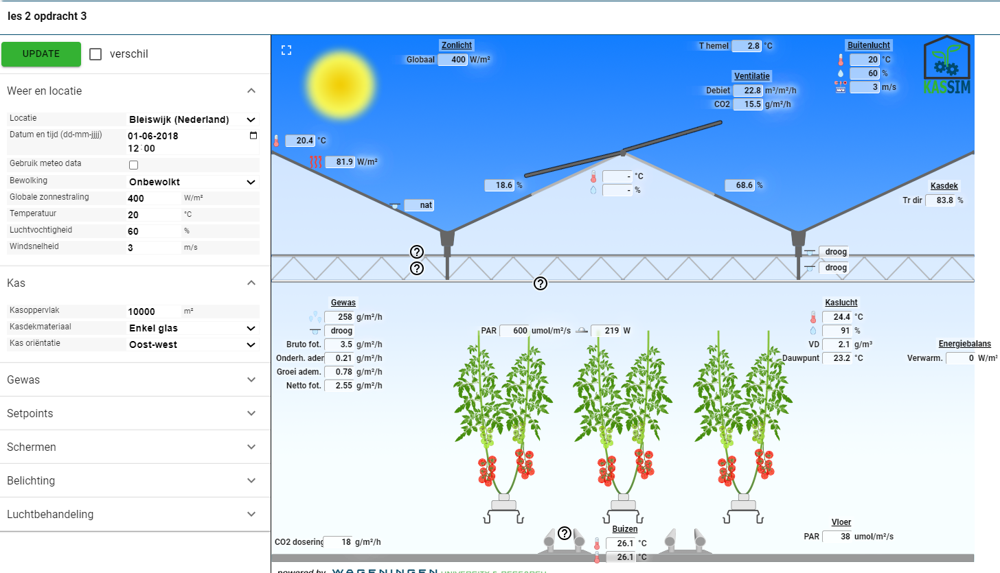 les 2 opdracht 3
UPDATE
verschil
Weer en locatie
Locatie
Bleiswijk (Nederland)
Datum en tijd (dd-mm-jjjj)
01-06-2018
12:00
Gebruik meteo data
Bewolking
Onbewolkt
Globale zonnestraling
400
W/m²
Temperatuur
20
°C
Luchtvochtigheid
60
%
Windsnelheid
3
m/s
Kas
Kasoppervlak
10000
m²
Kasdekmateriaal
Enkel glas
Kas oriëntatie
Oost-west
Gewas
Setpoints
Schermen
Belichting
Luchtbehandeling
Zonlicht
Globaal 400 W/m²
T hemel 2.8 °C
Buitenlucht
20 °C
60 %
3 m/s
KASSIM
Ventilatie
Debiet 22.8 m³/m²/h
CO2 15.5 g/m²/h
20.4 °C
81.9 W/m²
18.6 %
- °C
- %
68.6 %
Kasdek
Tr dir 83.8 %
nat
?
?
?
droog
droog
Gewas
258 g/m²/h
droog
Bruto fot. 3.5 g/m²/h
Onderh. adem 0.21 g/m²/h
Groei adem. 0.78 g/m²/h
Netto fot. 2.55 g/m²/h
PAR 600 umol/m²/s 219 W
Kaslucht
24.4 °C
91 %
VD 2.1 g/m³
Dauwpunt 23.2 °C
Energiebalans
Verwarm. 0 W/m²
CO2 dosering 18 g/m²/h
?
Buizen
26.1 °C
26.1 °C
Vloer
PAR 38 umol/m²/s
powered by WAGENINGEN UNIVERSITY & RESEARCH